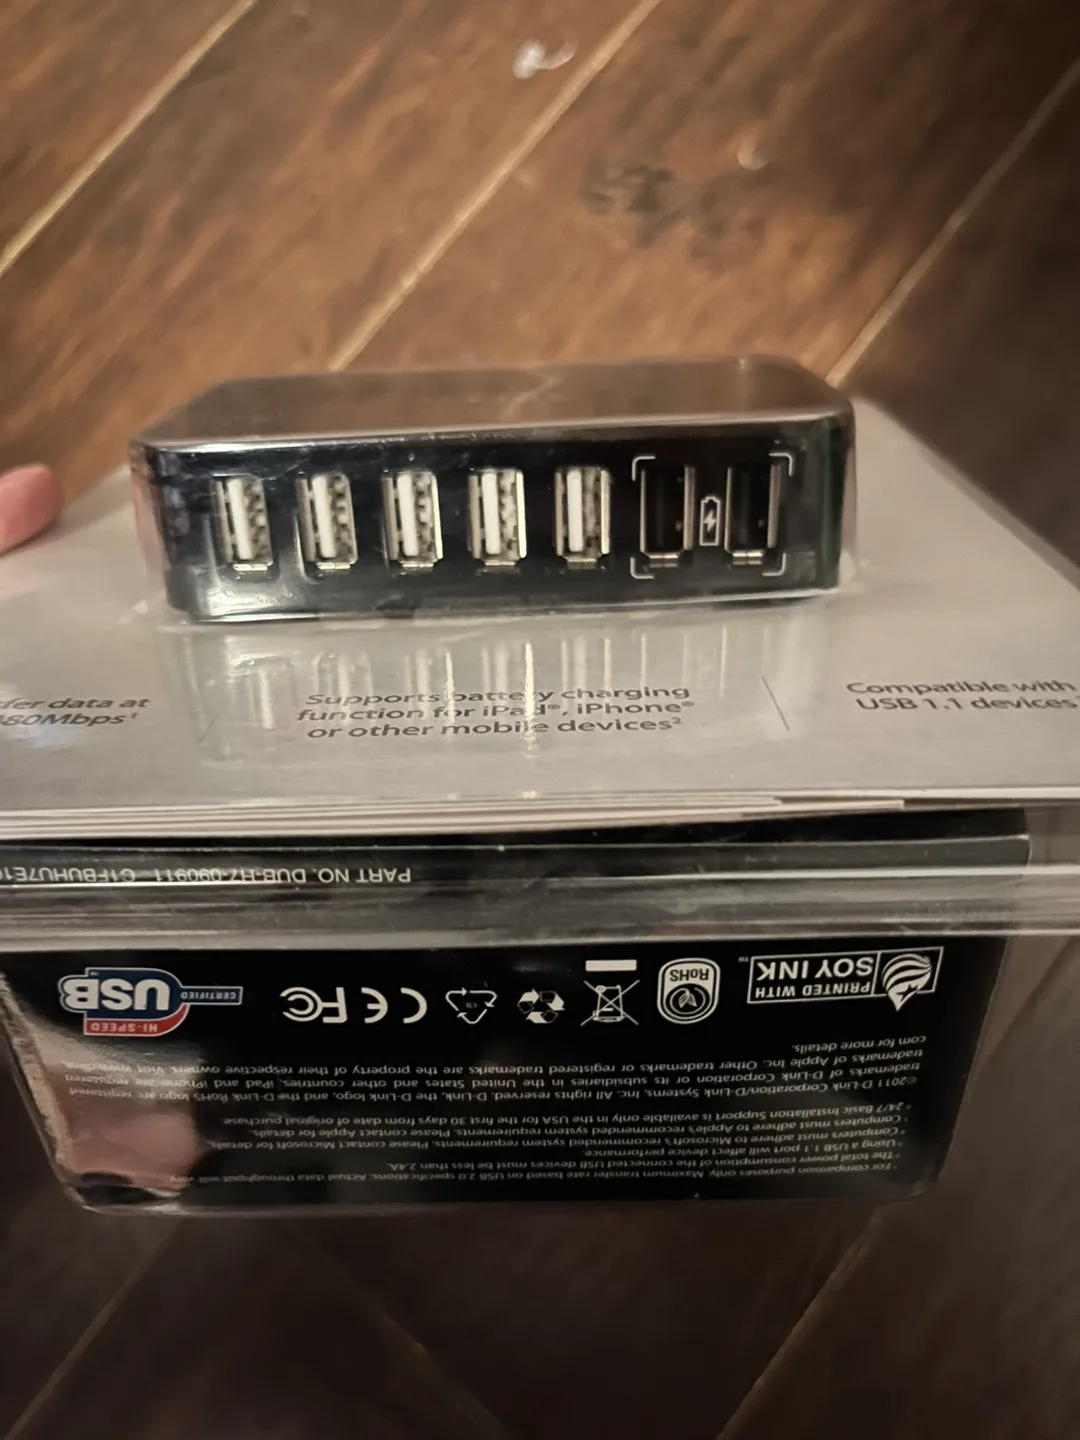 fer data at
80Mbps¹
Supports battery charging
function for iPad®, iPhone®
or other mobile devices²
Compatible with
USB 1.1 devices
PART NO. DUB-H7-090911 C1FBUHU7E1
PRINTED WITH
SOY INK™
RoHS
CE FC
CERTIFIED
USB™
HI-SPEED
¹ For comparison purposes only. Maximum transfer rate based on USB 2.0 specifications. Actual data throughput will vary.
² The total power consumption of the connected USB devices must be less than 2.4A.
³ Using a USB 1.1 port will affect device performance.
⁴ Computers must adhere to Microsoft's recommended system requirements. Please contact Microsoft for details.
⁵ Computers must adhere to Apple's recommended system requirements. Please contact Apple for details.
⁶ 24/7 Basic Installation Support is available only in the USA for the first 30 days from date of original purchase.
©2011 D-Link Corporation/D-Link Systems, Inc. All rights reserved. D-Link, the D-Link logo, and the D-Link RoHS logo are registered
trademarks of D-Link Corporation or its subsidiaries in the United States and other countries. iPad and iPhone are registered
trademarks of Apple Inc. Other trademarks or registered trademarks are the property of their respective owners. Visit www.dlink.
com for more details.